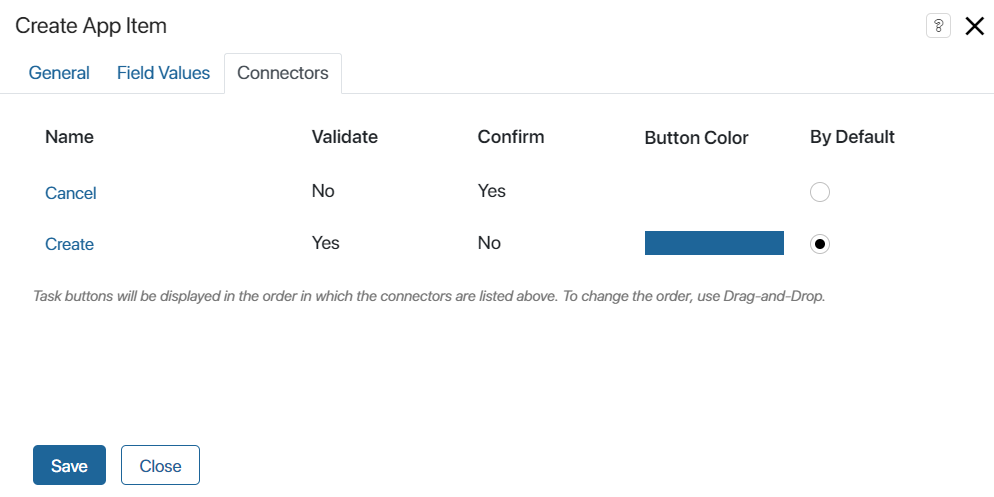 Create App Item
?
General Field Values Connectors
Name Validate Confirm Button Color By Default
Cancel No Yes
Create Yes No
Task buttons will be displayed in the order in which the connectors are listed above. To change the order, use Drag-and-Drop.
Save Close